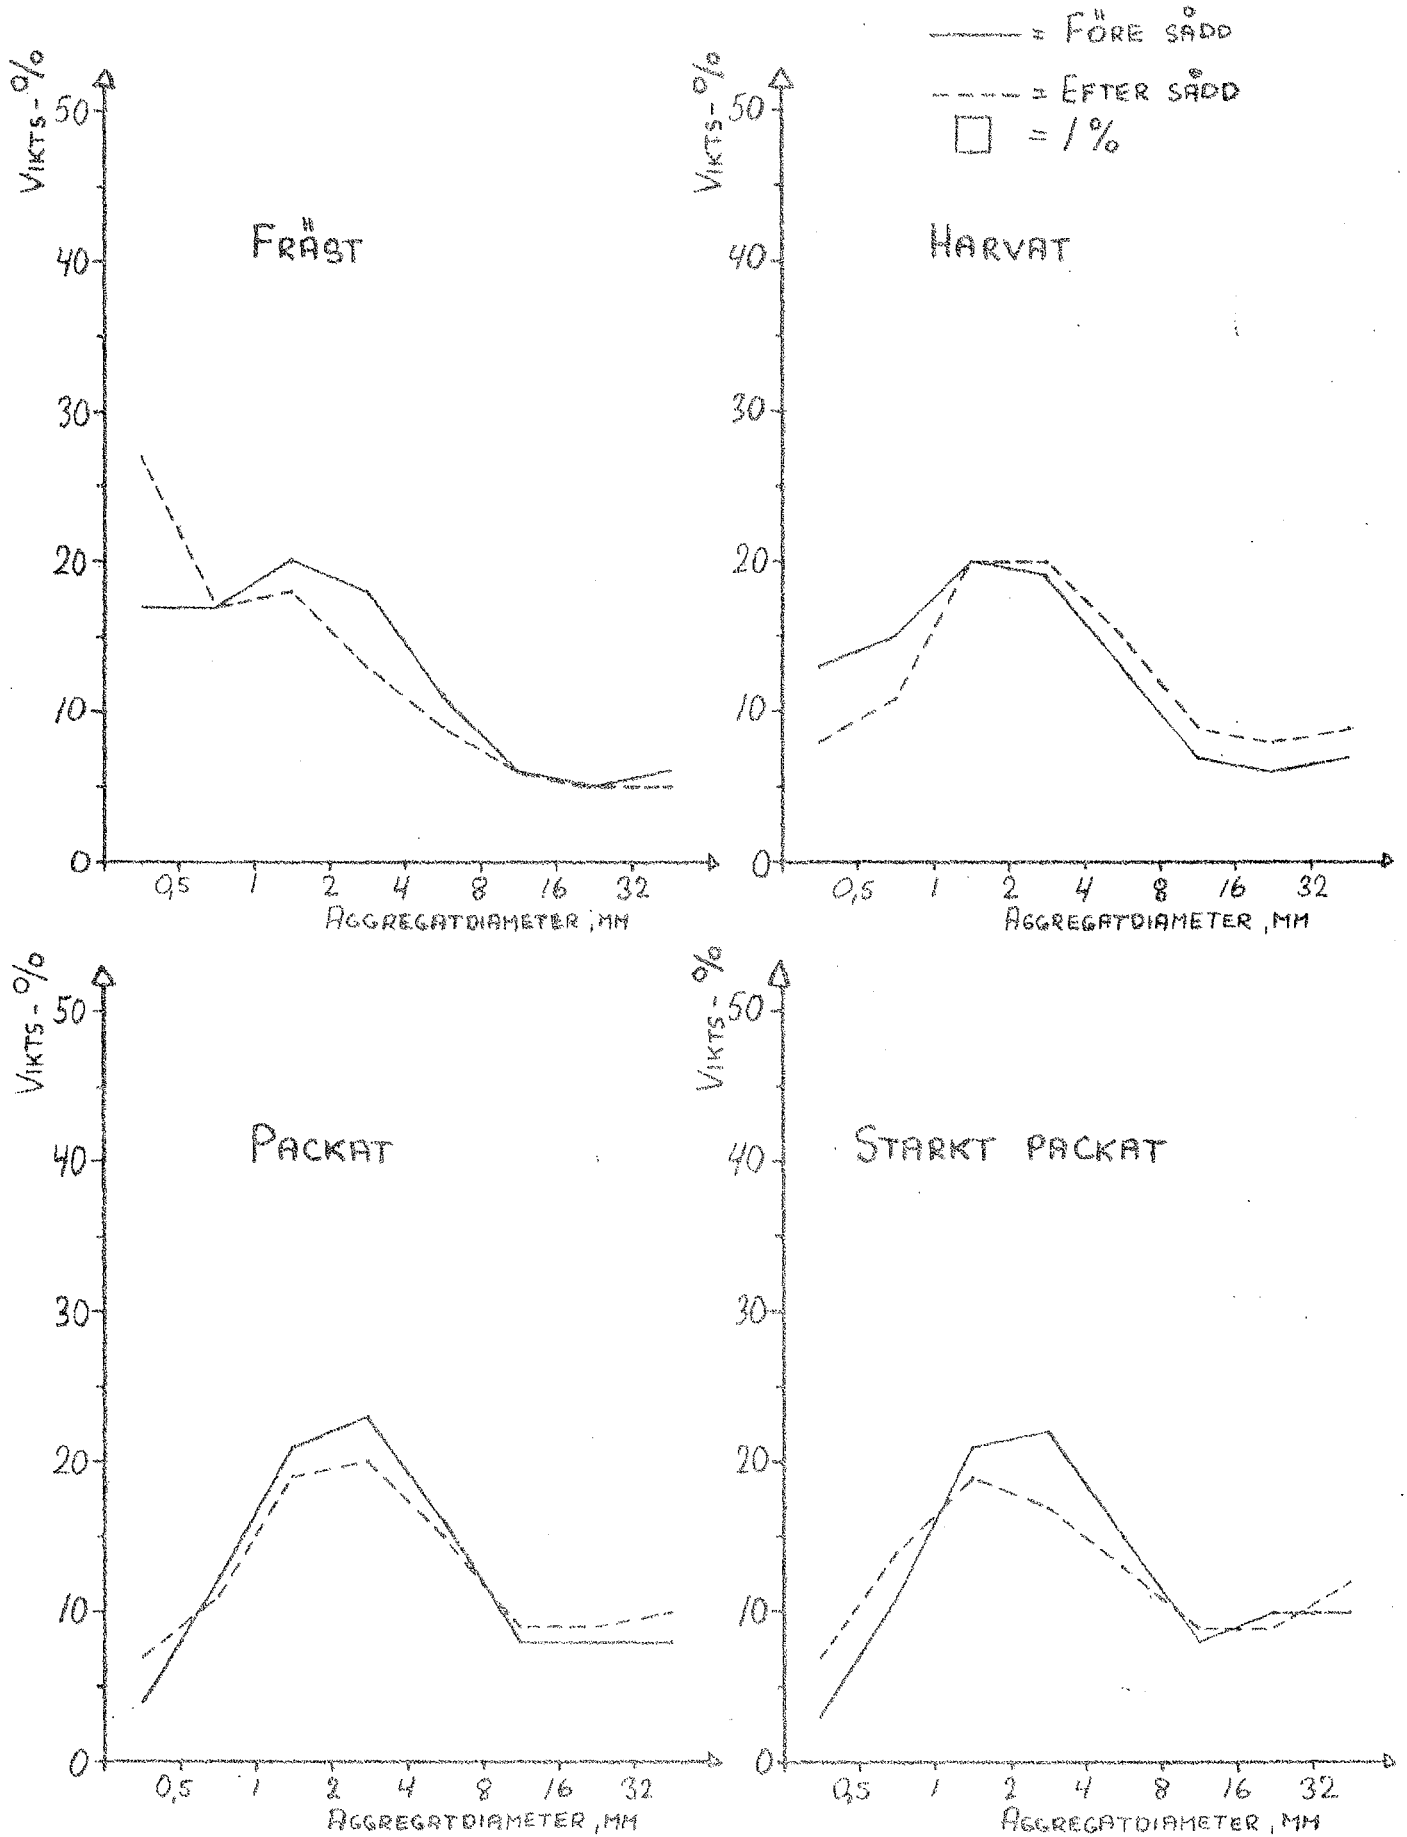 — = FÖRE SÅDD
--- = EFTER SÅDD
□ = 1%
VIKTS-%
50
40
30
20
10
0
FRÄST
0,5 1 2 4 8 16 32
AGGREGATDIAMETER, MM
VIKTS-%
50
40
30
20
10
0
HARVAT
0,5 1 2 4 8 16 32
AGGREGATDIAMETER, MM
VIKTS-%
50
40
30
20
10
0
PACKAT
0,5 1 2 4 8 16 32
AGGREGATDIAMETER, MM
VIKTS-%
50
40
30
20
10
0
STARKT PACKAT
0,5 1 2 4 8 16 32
AGGREGATDIAMETER, MM